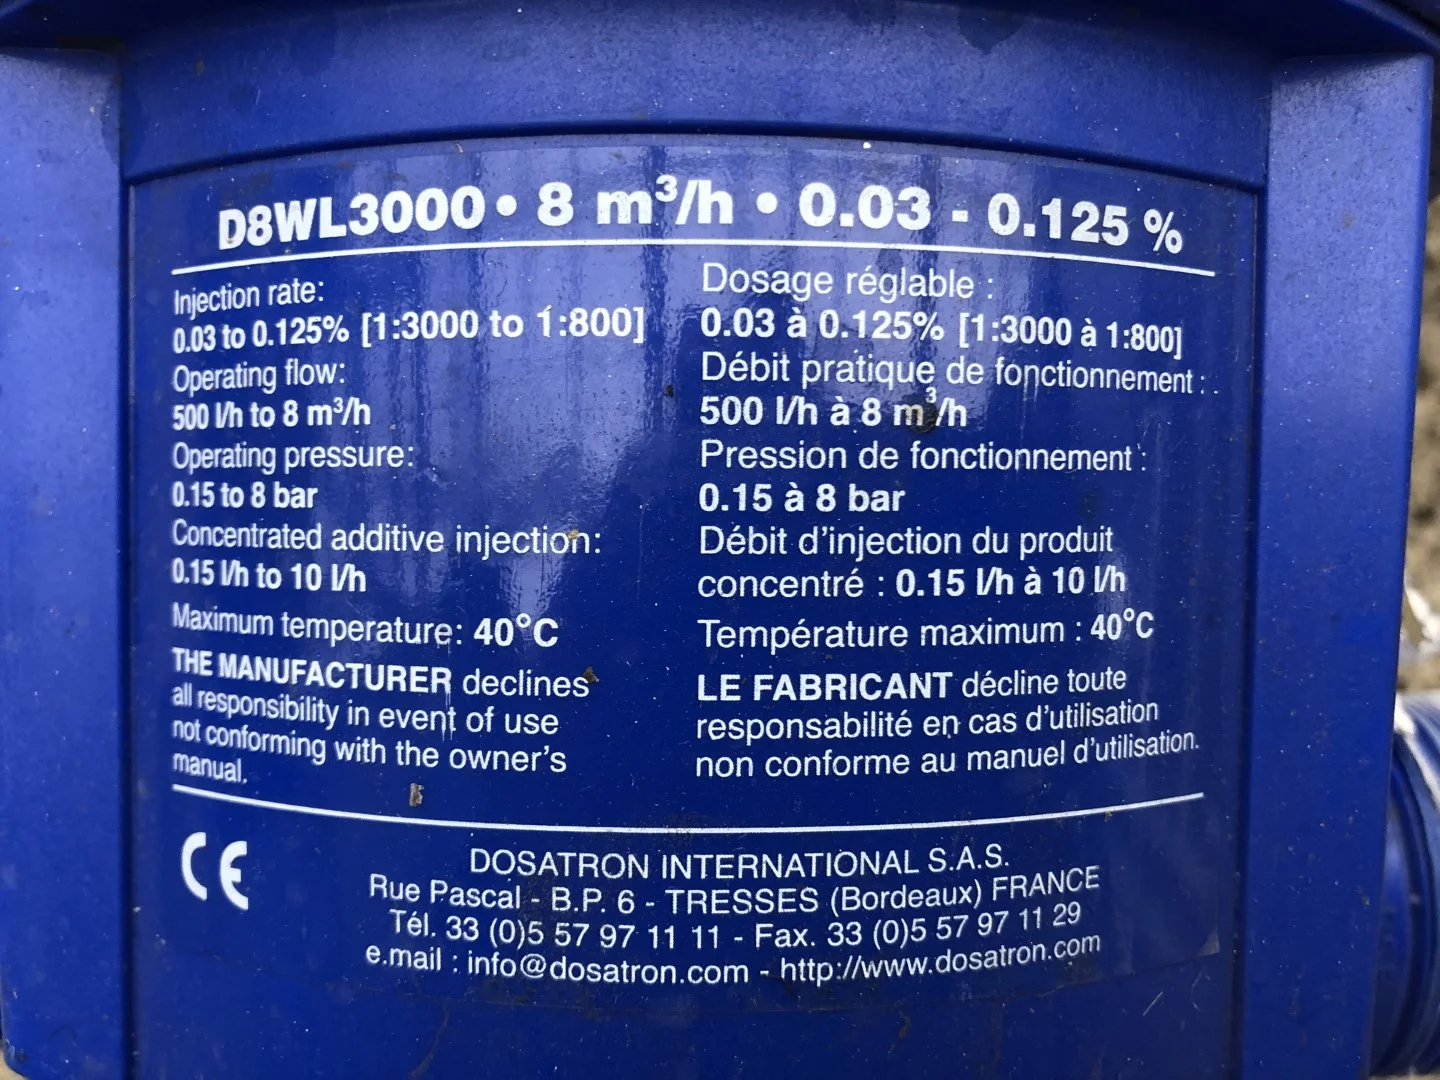 D8WL3000 • 8 m³/h • 0.03 - 0.125 %
Injection rate:
0.03 to 0.125% [1:3000 to 1:800]
Operating flow:
500 l/h to 8 m³/h
Operating pressure:
0.15 to 8 bar
Concentrated additive injection:
0.15 l/h to 10 l/h
Maximum temperature: 40°C
THE MANUFACTURER declines
all responsibility in event of use
not conforming with the owner's
manual.
Dosage réglable :
0.03 à 0.125% [1:3000 à 1:800]
Débit pratique de fonctionnement :
500 l/h à 8 m³/h
Pression de fonctionnement :
0.15 à 8 bar
Débit d'injection du produit
concentré : 0.15 l/h à 10 l/h
Température maximum : 40°C
LE FABRICANT décline toute
responsabilité en cas d'utilisation
non conforme au manuel d'utilisation.
CE
DOSATRON INTERNATIONAL S.A.S.
Rue Pascal - B.P. 6 - TRESSES (Bordeaux) FRANCE
Tél. 33 (0)5 57 97 11 11 - Fax. 33 (0)5 57 97 11 29
e.mail : info@dosatron.com - http://www.dosatron.com